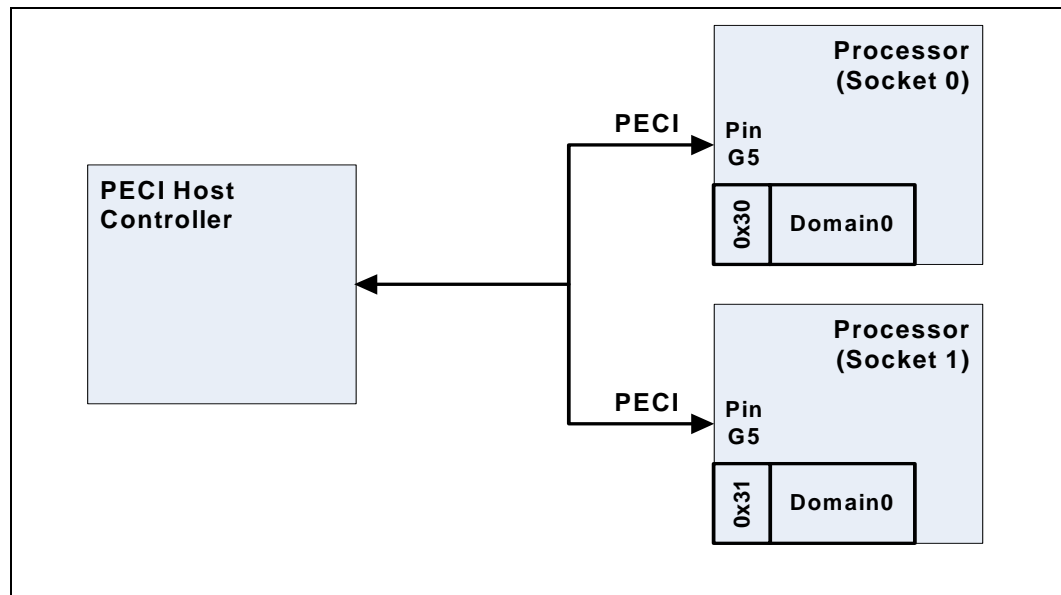 PECI Host
Controller
PECI
Processor
(Socket 0)
Pin
G5
0x30
Domain0
PECI
Processor
(Socket 1)
Pin
G5
0x31
Domain0